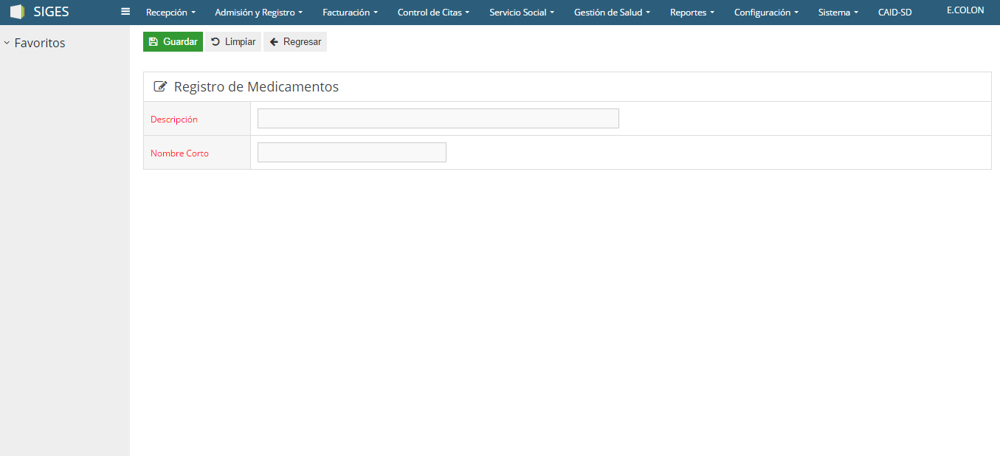 SIGES
Recepción Admisión y Registro Facturación Control de Citas Servicio Social Gestión de Salud Reportes Configuración Sistema CAID-SD E.COLON
Favoritos
Guardar Limpiar Regresar
Registro de Medicamentos
Descripción
Nombre Corto